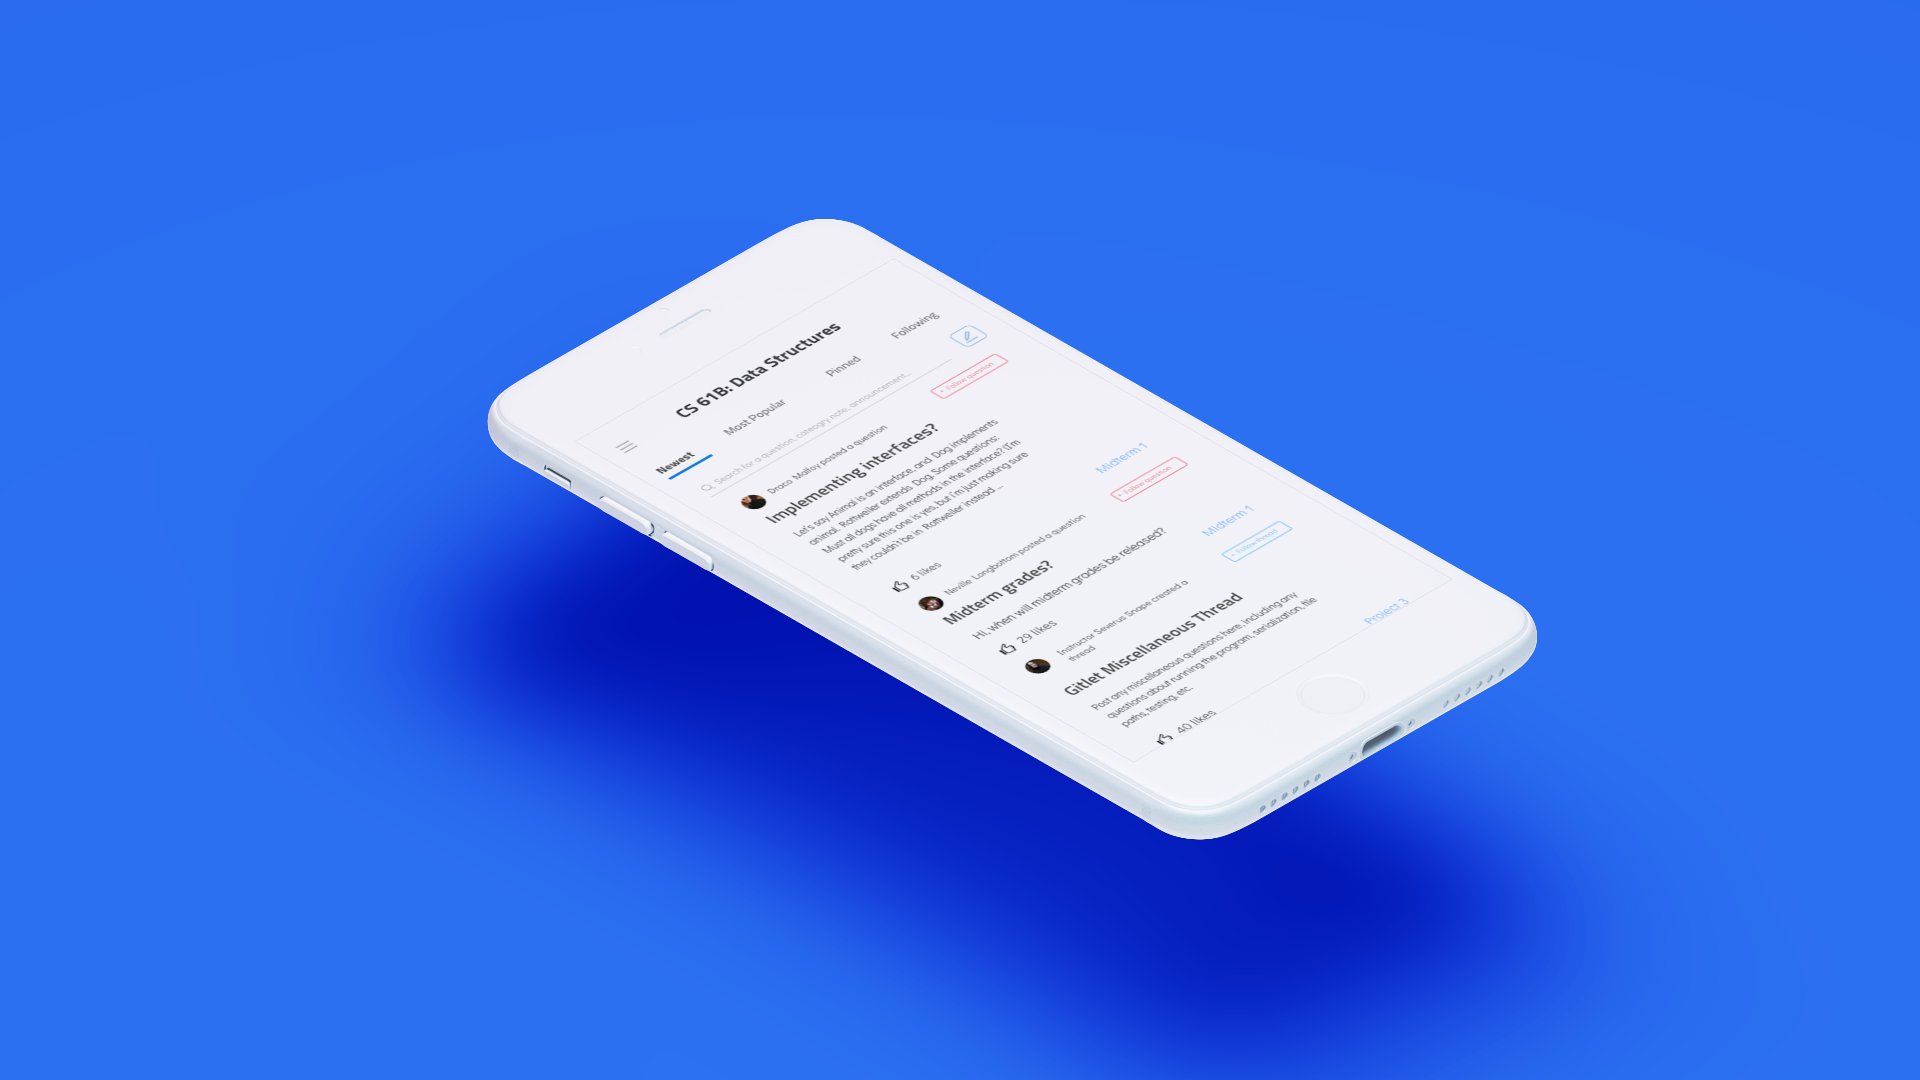 CS 61B: Data Structures
Newest
Most Popular
Pinned
Following
Search for a question, cateogry note, announcement...
Draco Malfoy posted a question
Follow question
Implementing interfaces?
Let's say Animal is an interface, and Dog implements
animal. Rottweiler extends Dog. Some questions:
Must all dogs have all methods in the interface? (I'm
pretty sure this one is yes, but i'm just making sure
they couldn't be in Rottweiler instead ...
6 likes
Midterm 1
Neville Longbottom posted a question
Follow question
Midterm grades?
Hi, when will midterm grades be released?
29 likes
Midterm 1
Instructor Severus Snape created a
thread
Follow thread
Gitlet Miscellaneous Thread
Post any miscellaneous questions here, including any
questions about running the program, serialization, file
paths, testing, etc.
40 likes
Project 3